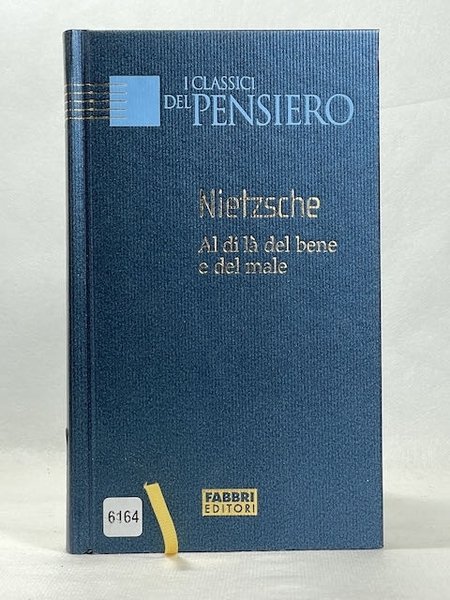 I CLASSICI
DEL PENSIERO
Nietzsche
Al di là del bene
e del male
6164
FABBRI
EDITORI